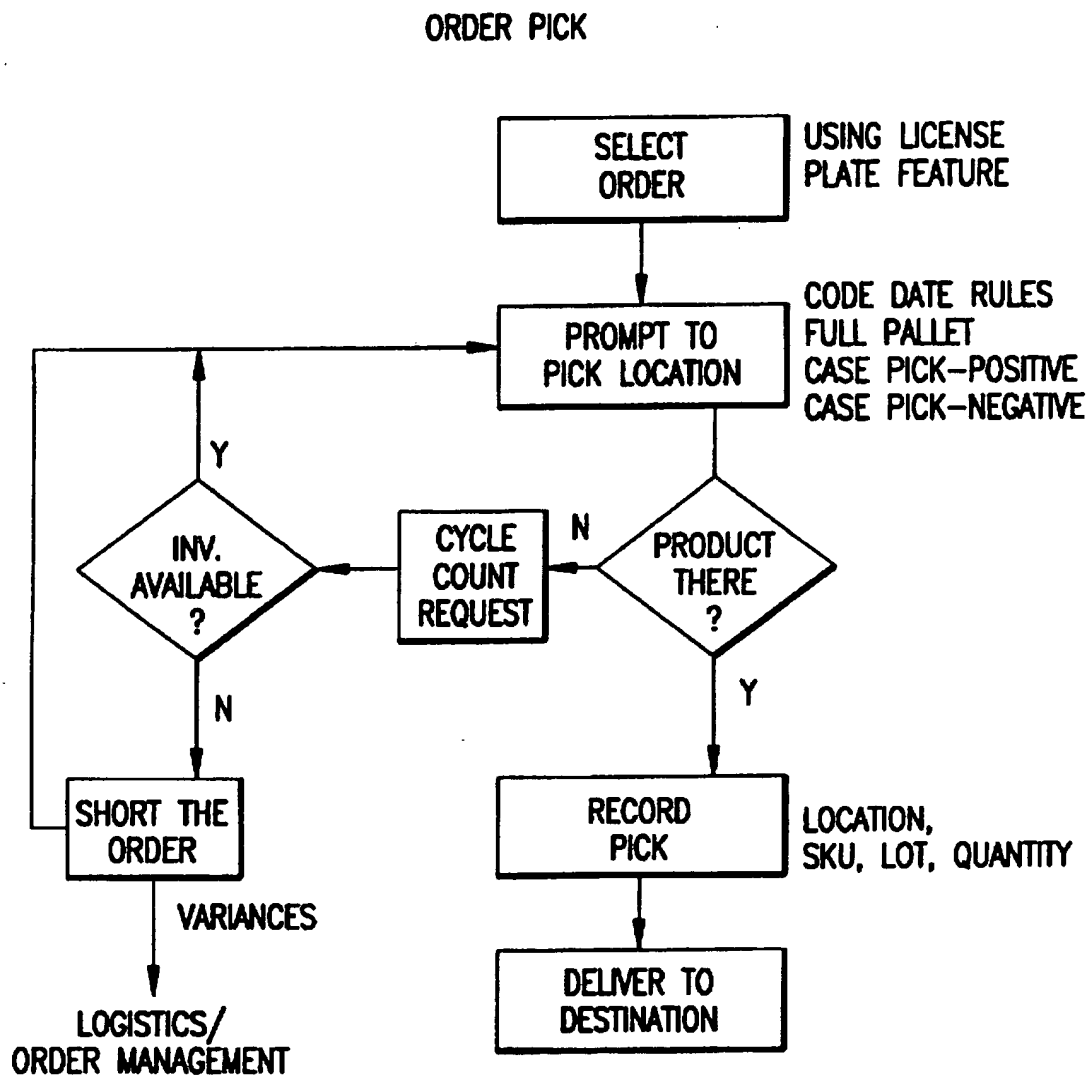 ORDER PICK
SELECT
ORDER
USING LICENSE
PLATE FEATURE
PROMPT TO
PICK LOCATION
CODE DATE RULES
FULL PALLET
CASE PICK-POSITIVE
CASE PICK-NEGATIVE
Y
INV.
AVAILABLE
?
CYCLE
COUNT
REQUEST
N
PRODUCT
THERE
?
N
Y
SHORT THE
ORDER
RECORD
PICK
LOCATION,
SKU, LOT, QUANTITY
VARIANCES
LOGISTICS/
ORDER MANAGEMENT
DELIVER TO
DESTINATION